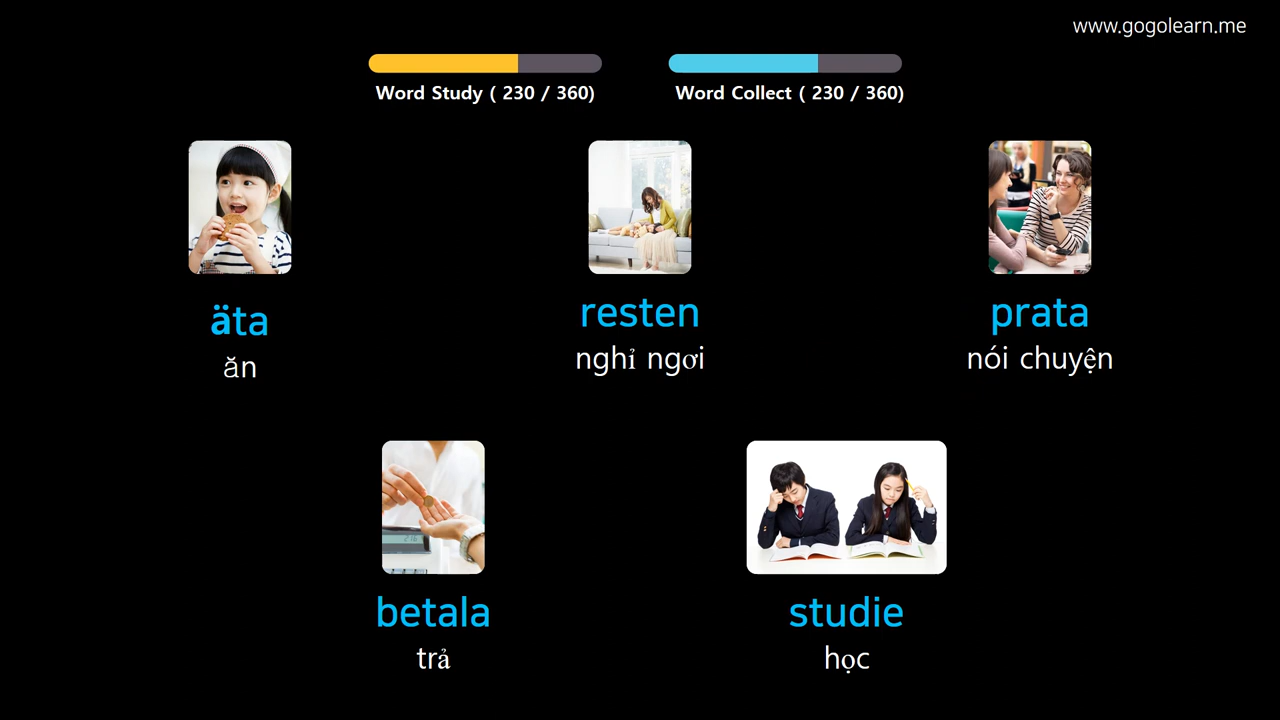 www.gogolearn.me
Word Study ( 230 / 360)
Word Collect ( 230 / 360)
äta
ăn
resten
nghỉ ngơi
prata
nói chuyện
betala
trả
studie
học